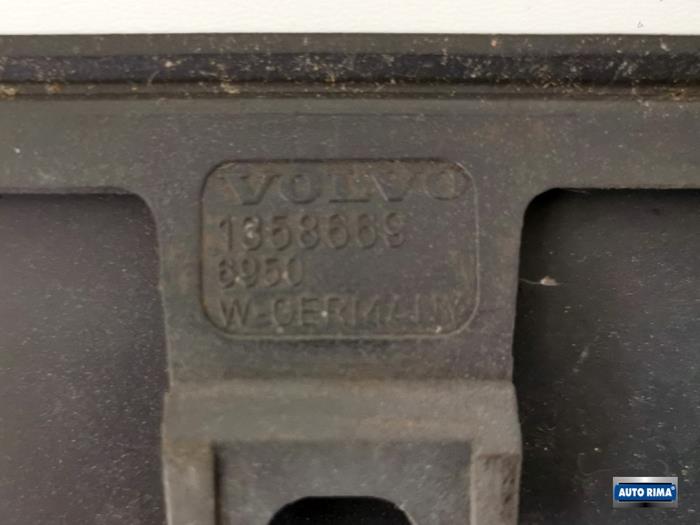 VOLVO
1358669
6950
W-GERMANY
AUTO RIMA